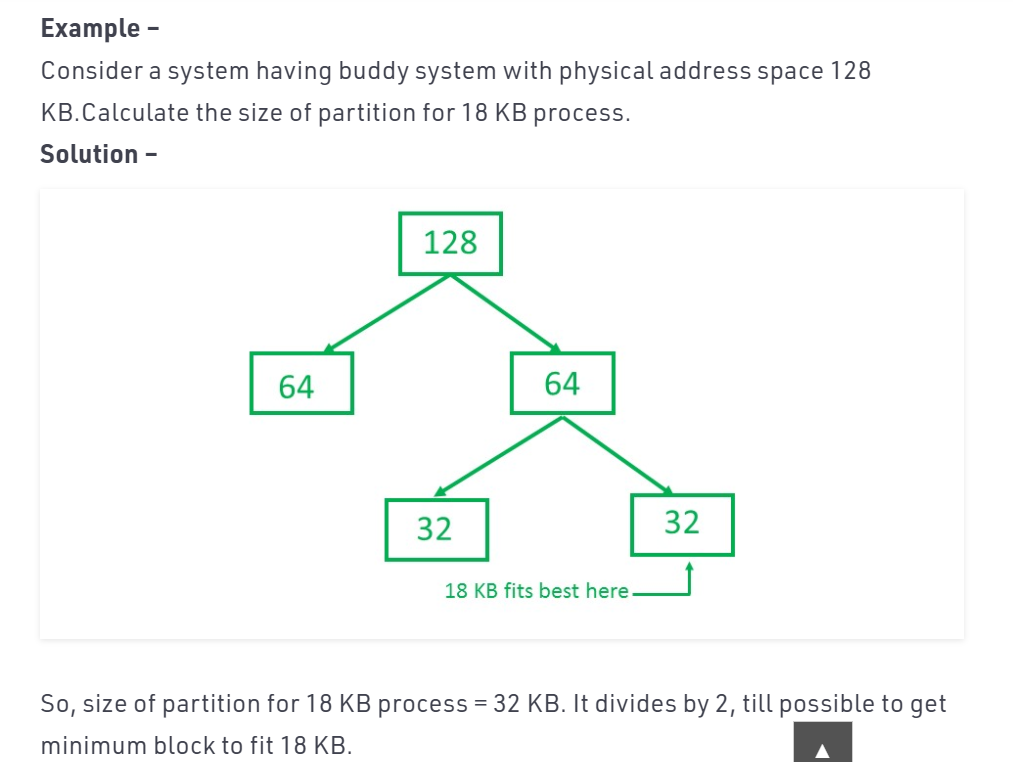 Example –
Consider a system having buddy system with physical address space 128
KB.Calculate the size of partition for 18 KB process.
Solution –
128
64
64
32
32
18 KB fits best here
So, size of partition for 18 KB process = 32 KB. It divides by 2, till possible to get
minimum block to fit 18 KB.